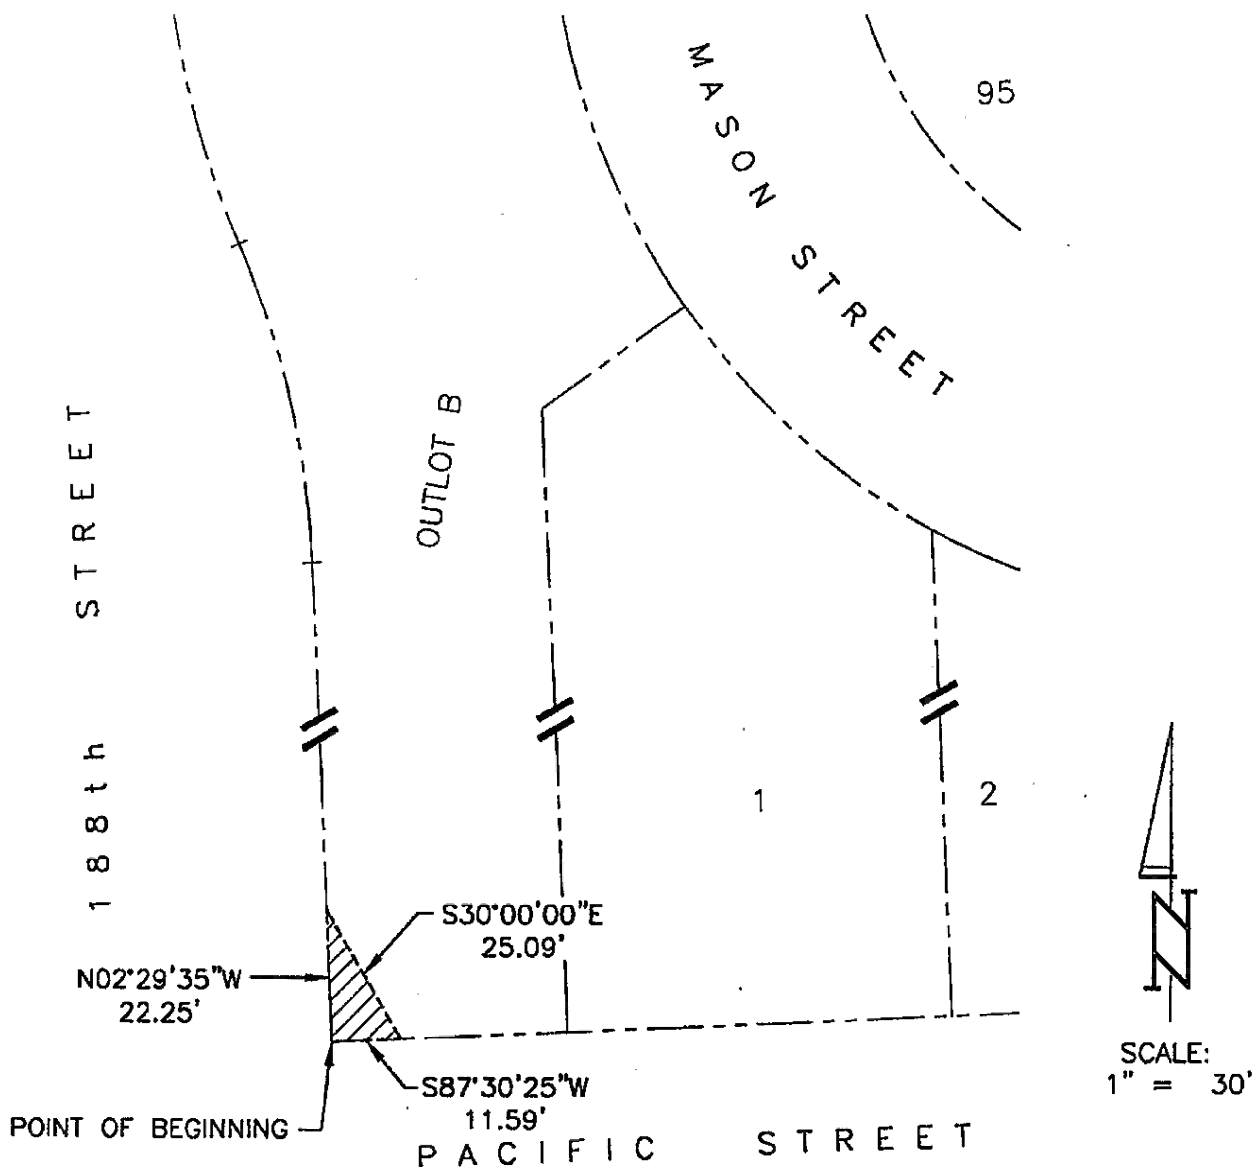 MASON STREET
95
OUTLOT B
188th STREET
1
2
S30°00'00"E
25.09'
N02°29'35"W
22.25'
S87°30'25"W
11.59'
POINT OF BEGINNING
PACIFIC STREET
N
SCALE:
1" = 30'